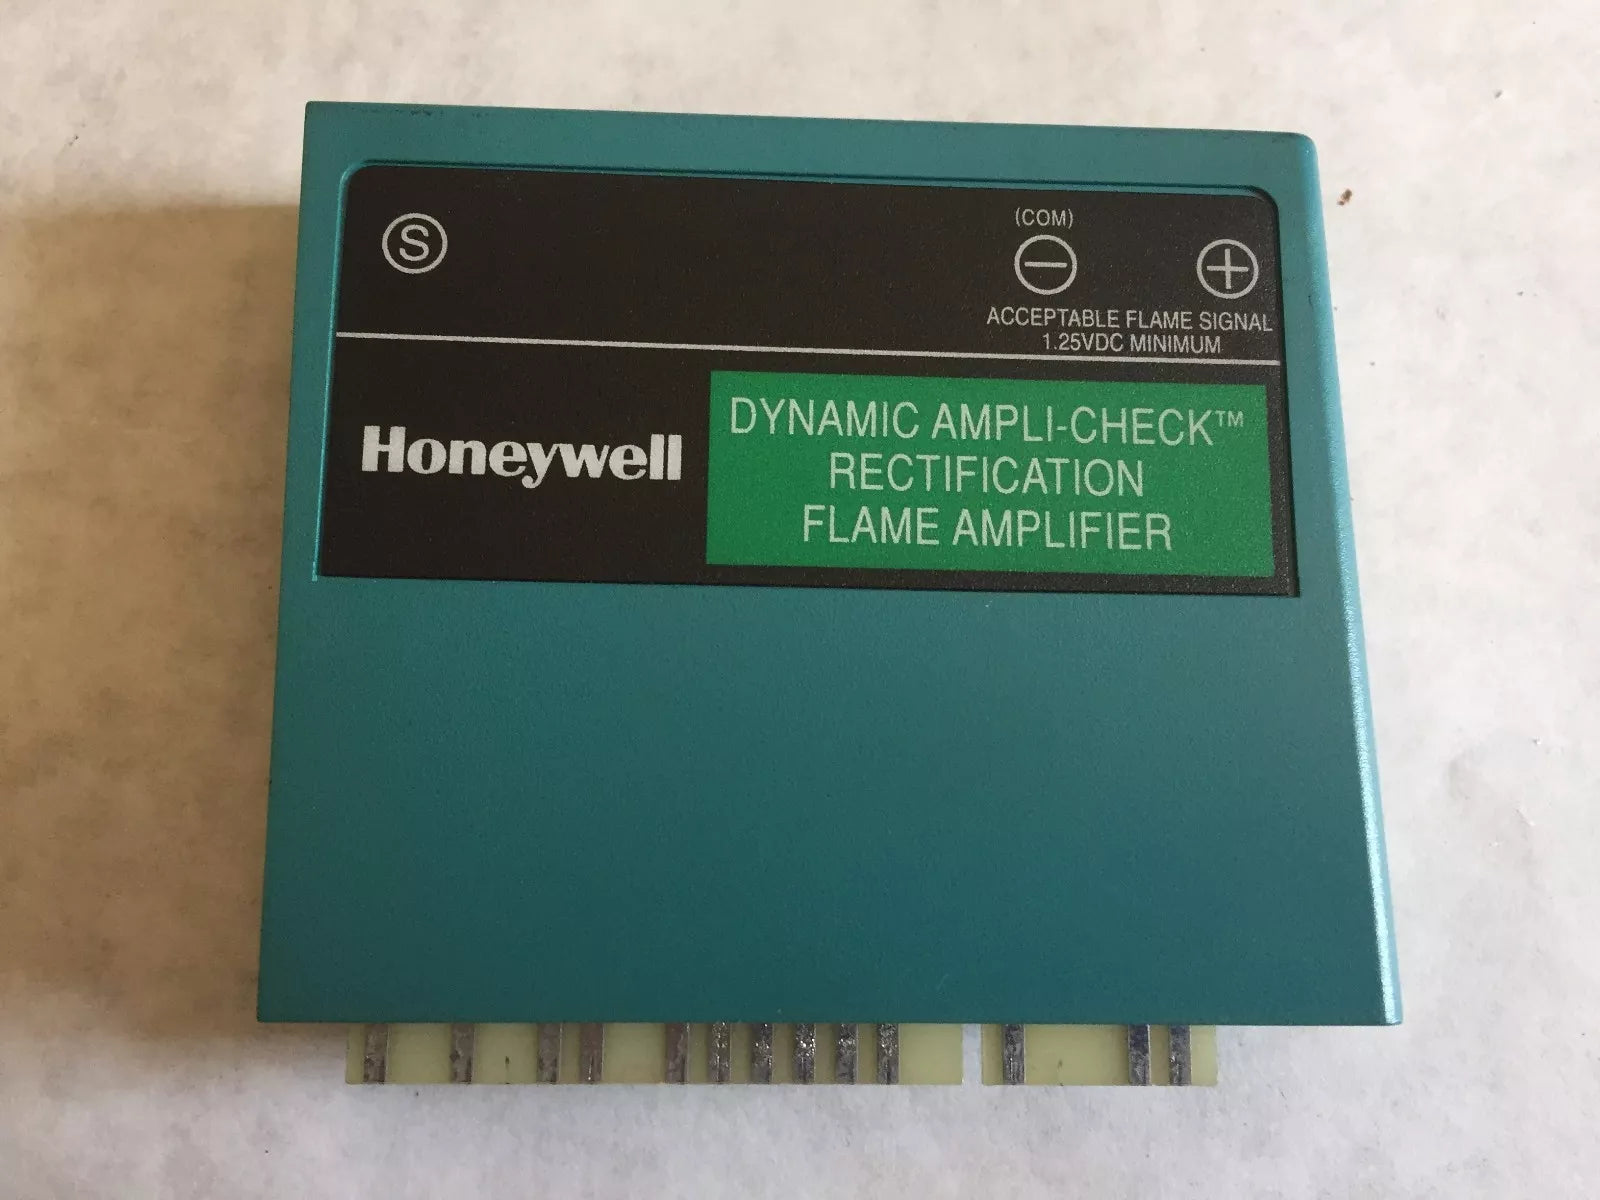 S
(COM)
− +
ACCEPTABLE FLAME SIGNAL
1.25VDC MINIMUM
Honeywell
DYNAMIC AMPLI-CHECK™
RECTIFICATION
FLAME AMPLIFIER